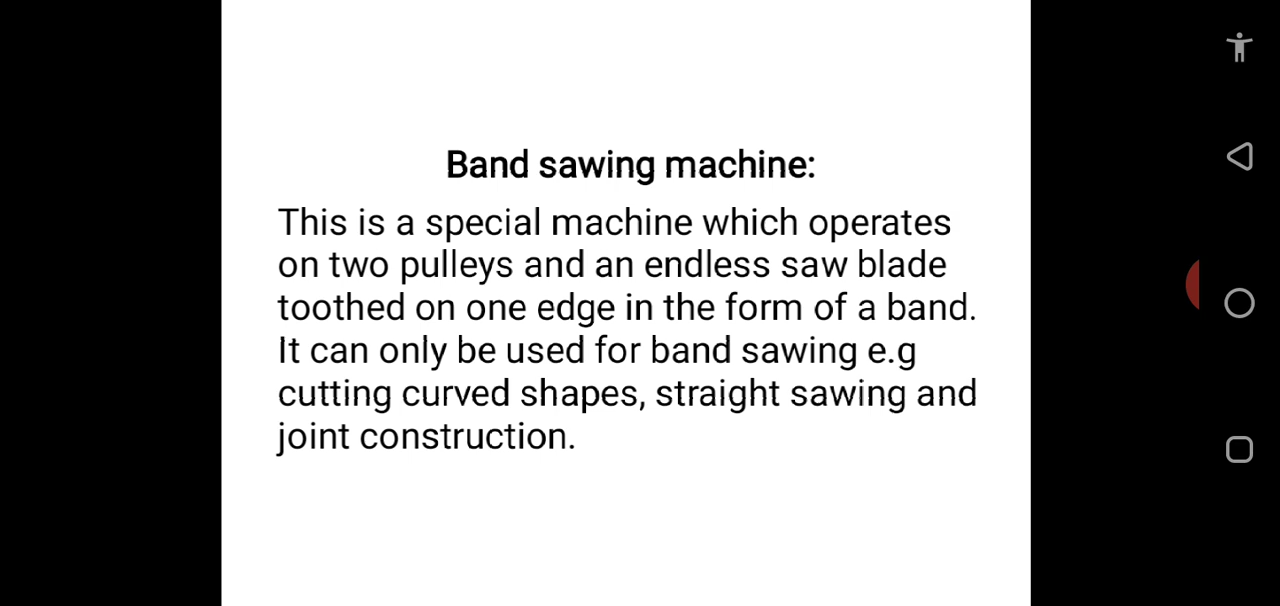 Band sawing machine:
This is a special machine which operates
on two pulleys and an endless saw blade
toothed on one edge in the form of a band.
It can only be used for band sawing e.g
cutting curved shapes, straight sawing and
joint construction.